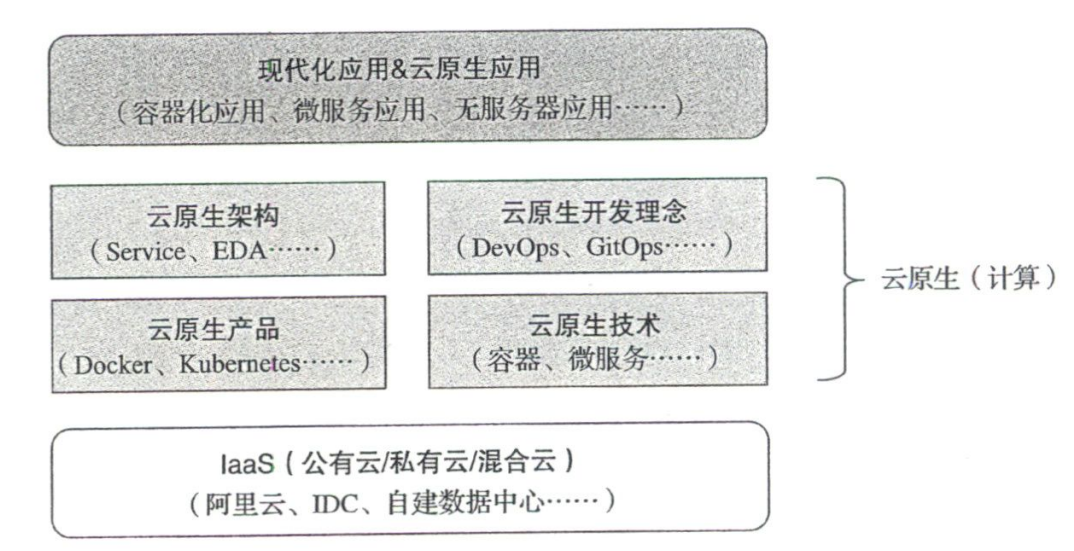 现代化应用&云原生应用
（容器化应用、微服务应用、无服务器应用……）
云原生架构
（Service、EDA……）
云原生开发理念
（DevOps、GitOps……）
云原生（计算）
云原生产品
（Docker、Kubernetes……）
云原生技术
（容器、微服务……）
IaaS（公有云/私有云/混合云）
（阿里云、IDC、自建数据中心……）